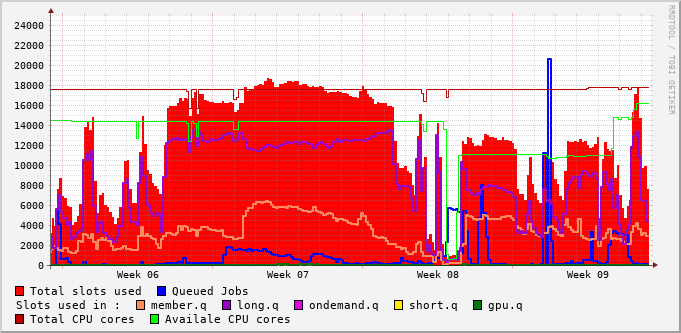 24000
22000
20000
18000
16000
14000
12000
10000
8000
6000
4000
2000
0
Week 06 Week 07 Week 08 Week 09
RRDTOOL / TOBI OETIKER
Total slots used Queued Jobs
Slots used in : member.q long.q ondemand.q short.q gpu.q
Total CPU cores Availale CPU cores